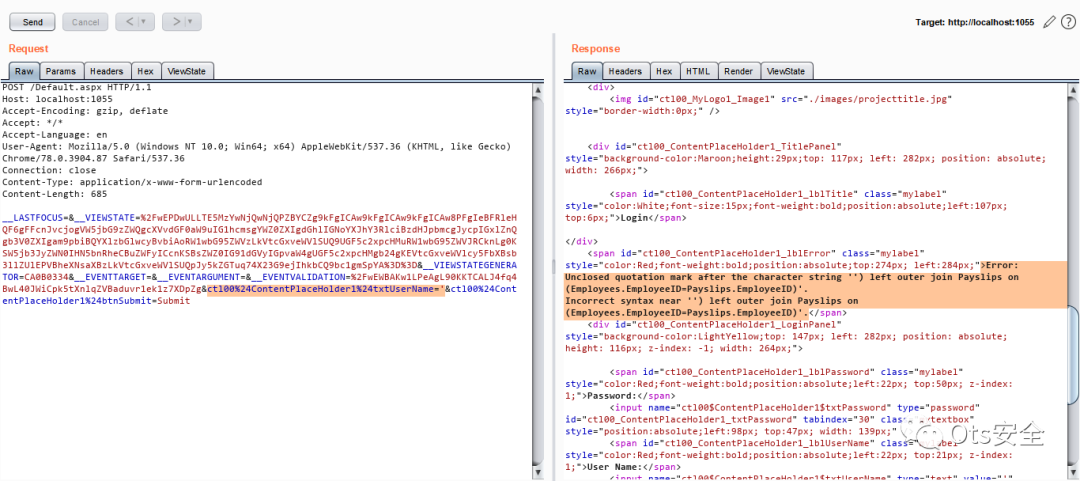 Send Cancel < > Target: http://localhost:1055 ?
Request
Raw Params Headers Hex ViewState
POST /Default.aspx HTTP/1.1
Host: localhost:1055
Accept-Encoding: gzip, deflate
Accept: */*
Accept-Language: en
User-Agent: Mozilla/5.0 (Windows NT 10.0; Win64; x64) AppleWebKit/537.36 (KHTML, like Gecko)
Chrome/78.0.3904.87 Safari/537.36
Connection: close
Content-Type: application/x-www-form-urlencoded
Content-Length: 685
__LASTFOCUS=&__VIEWSTATE=%2FwEPDwULLTE5MzYwNjQwNjQPZBYCZg9kFgICAw9kFgICAw9kFgICAw8PFgIeBFRleH
QF6gFFcnJvcjogVW5jbG9zZWQgcXVvdGF0aW9uIG1hcmsgYWZ0ZXIgdGhlIGNoYXJhY3RlciBzdHJpbmcgJycpIGxlZnQ
gb3V0ZXIgam9pbiBQYXlzbGlwcyBvbiAoRW1wbG95ZWVzLkVtcGxveWVlSUQ9UGF5c2xpcHMuRW1wbG95ZWVJRCknLg0K
SW5jb3JyZWN0IHN5bnRheCBuZWFyICcnKSBsZWZ0IG91dGVyIGpvaW4gUGF5c2xpcHMgb24gKEVtcGxveWVlcy5FbXBsb
3llZUlEPVBheXNsaXBzLkVtcGxveWVlSUQpJy5kZGTuq74X23G9ejIhkbCQ9bc1gmSpYA%3D%3D&__VIEWSTATEGENERA
TOR=CA0B0334&__EVENTTARGET=&__EVENTARGUMENT=&__EVENTVALIDATION=%2FwEWBAKw1LPeAgL90KKTCALJ4fq4
BwL40JWiCpk5tXnlqZVBaduvr1ek1z7XDpZg&ctl00%24ContentPlaceHolder1%24txtUserName='&ctl00%24Con
tentPlaceHolder1%24btnSubmit=Submit
Response
Raw Headers Hex HTML Render ViewState
<div>
<img id="ctl00_MyLogo1_Image1" src="./images/projecttitle.jpg"
style="border-width:0px;" />
<div id="ctl00_ContentPlaceHolder1_TitlePanel"
style="background-color:Maroon;height:29px;top: 117px; left: 282px; position: absolute;
width: 266px;">
<span id="ctl00_ContentPlaceHolder1_lblTitle" class="mylabel"
style="color:White;font-size:15px;font-weight:bold;position:absolute;left:107px;
top:6px;">Login</span>
</div>
<span id="ctl00_ContentPlaceHolder1_lblError" class="mylabel"
style="color:Red;font-weight:bold;position:absolute;top:274px; left:284px;">Error:
Unclosed quotation mark after the character string '') left outer join Payslips on
(Employees.EmployeeID=Payslips.EmployeeID)'.
Incorrect syntax near '') left outer join Payslips on
(Employees.EmployeeID=Payslips.EmployeeID)'.</span>
<div id="ctl00_ContentPlaceHolder1_LoginPanel"
style="background-color:LightYellow;top: 147px; left: 282px; position: absolute;
height: 116px; z-index: -1; width: 264px;">
<span id="ctl00_ContentPlaceHolder1_lblPassword" class="mylabel"
style="color:Red;font-weight:bold;position:absolute;left:22px; top:50px; z-index:
1;">Password:</span>
<input name="ctl00$ContentPlaceHolder1$txtPassword" type="password"
id="ctl00_ContentPlaceHolder1_txtPassword" tabindex="30" textbox"
style="position:absolute;left:98px; top:47px; width: 139px;"
<span id="ctl00_ContentPlaceHolder1_lblUserName"
style="color:Red;font-weight:bold;position:absolute;left:22px; top:21px; z-index:
1;">User Name:</span>
<input name="ctl00$ContentPlaceHolder1$txtUserName" type="text" value="'"
Ots安全